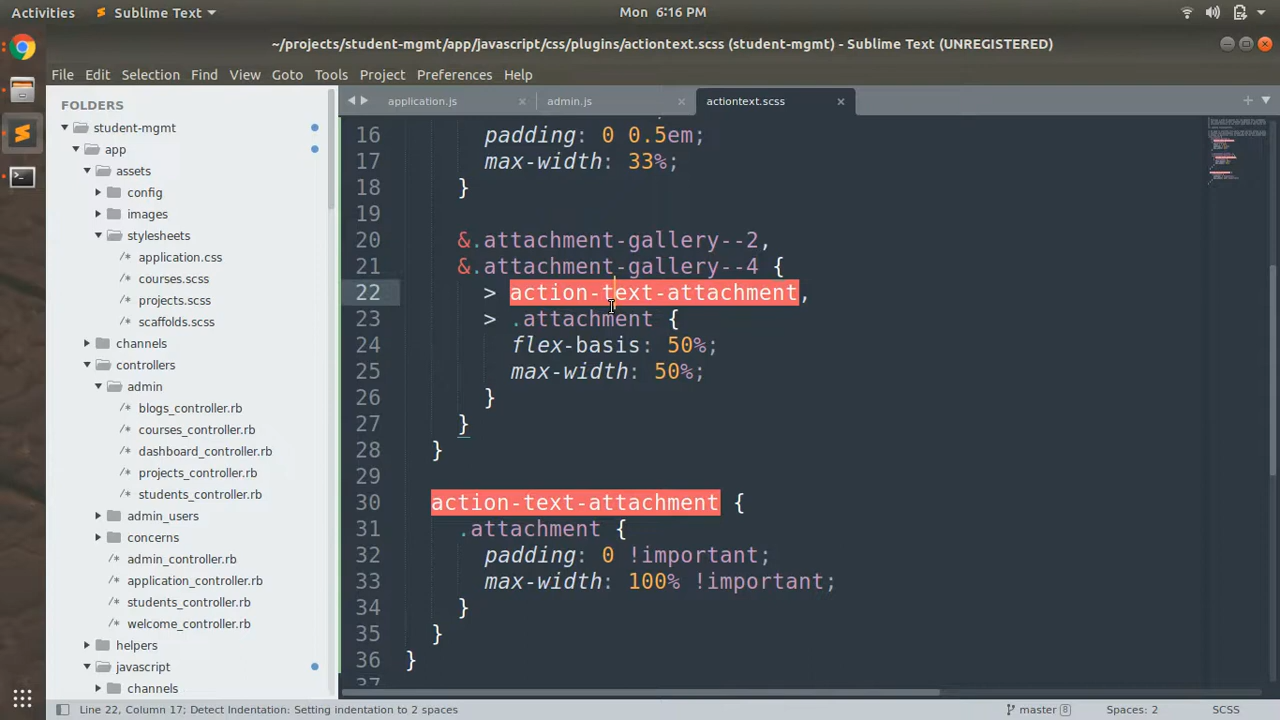 Activities
Sublime Text
Mon 6:16 PM
~/projects/student-mgmt/app/javascript/css/plugins/actiontext.scss (student-mgmt) - Sublime Text (UNREGISTERED)
File Edit Selection Find View Goto Tools Project Preferences Help
FOLDERS
student-mgmt
app
assets
config
images
stylesheets
/* application.css
/* courses.scss
/* projects.scss
/* scaffolds.scss
channels
controllers
admin
/* blogs_controller.rb
/* courses_controller.rb
/* dashboard_controller.rb
/* projects_controller.rb
/* students_controller.rb
admin_users
concerns
/* admin_controller.rb
/* application_controller.rb
/* students_controller.rb
/* welcome_controller.rb
helpers
javascript
channels
application.js × admin.js × actiontext.scss ×
16 padding: 0 0.5em;
17 max-width: 33%;
18 }
19
20 &.attachment-gallery--2,
21 &.attachment-gallery--4 {
22 > action-text-attachment,
23 > .attachment {
24 flex-basis: 50%;
25 max-width: 50%;
26 }
27 }
28 }
29
30 action-text-attachment {
31 .attachment {
32 padding: 0 !important;
33 max-width: 100% !important;
34 }
35 }
36 }
37
Line 22, Column 17; Detect Indentation: Setting indentation to 2 spaces
master 8
Spaces: 2
SCSS